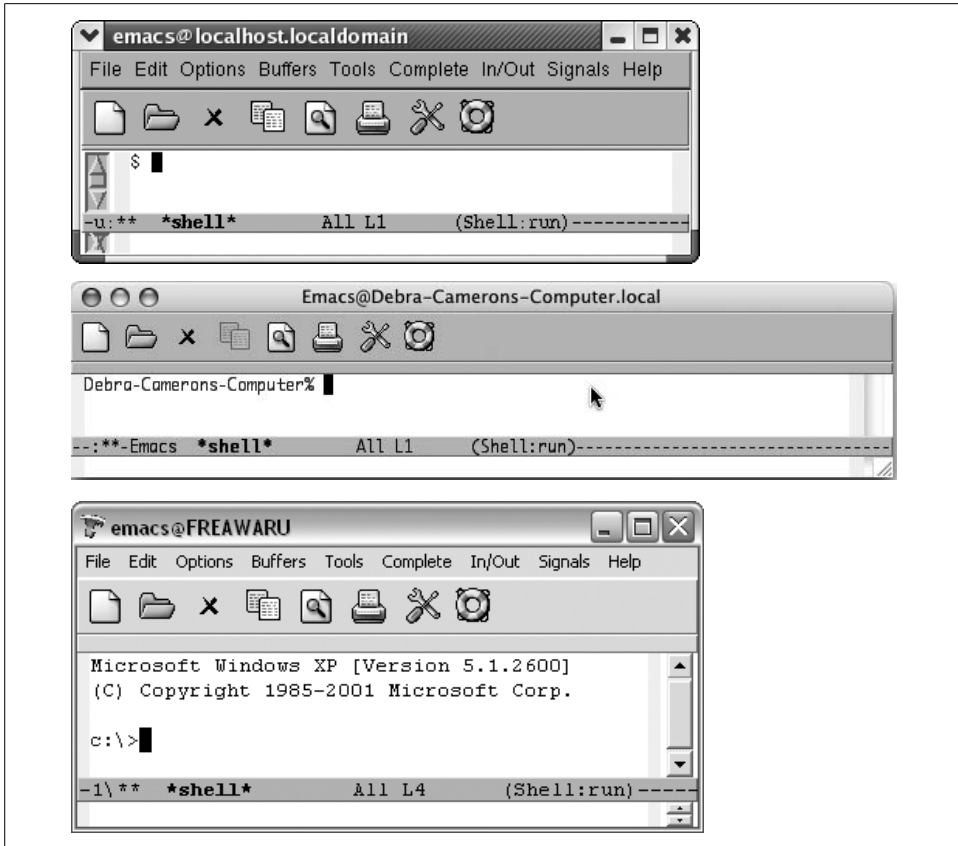 emacs@localhost.localdomain
File Edit Options Buffers Tools Complete In/Out Signals Help
$
-u:** *shell* All L1 (Shell:run)-----------
Emacs@Debra-Camerons-Computer.local
Debra-Camerons-Computer%
--:**-Emacs *shell* All L1 (Shell:run)--------------------------------
emacs@FREAWARU
File Edit Options Buffers Tools Complete In/Out Signals Help
Microsoft Windows XP [Version 5.1.2600]
(C) Copyright 1985-2001 Microsoft Corp.
c:\>
-1\** *shell* All L4 (Shell:run)-----